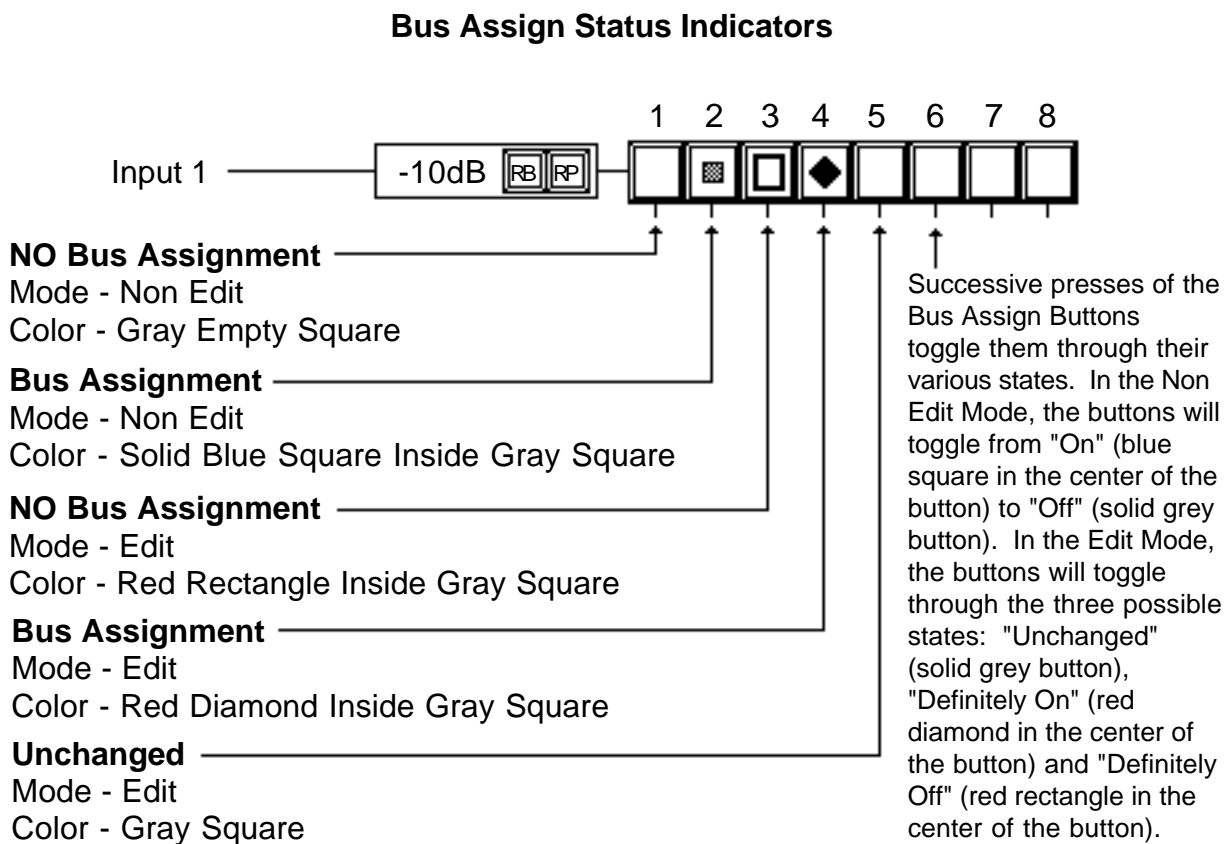 Bus Assign Status Indicators
1 2 3 4 5 6 7 8
Input 1
-10dB RB RP
NO Bus Assignment
Mode - Non Edit
Color - Gray Empty Square
Bus Assignment
Mode - Non Edit
Color - Solid Blue Square Inside Gray Square
NO Bus Assignment
Mode - Edit
Color - Red Rectangle Inside Gray Square
Bus Assignment
Mode - Edit
Color - Red Diamond Inside Gray Square
Unchanged
Mode - Edit
Color - Gray Square
Successive presses of the
Bus Assign Buttons
toggle them through their
various states.  In the Non
Edit Mode, the buttons will
toggle from "On" (blue
square in the center of the
button) to "Off" (solid grey
button).  In the Edit Mode,
the buttons will toggle
through the three possible
states:  "Unchanged"
(solid grey button),
"Definitely On" (red
diamond in the center of
the button) and "Definitely
Off" (red rectangle in the
center of the button).